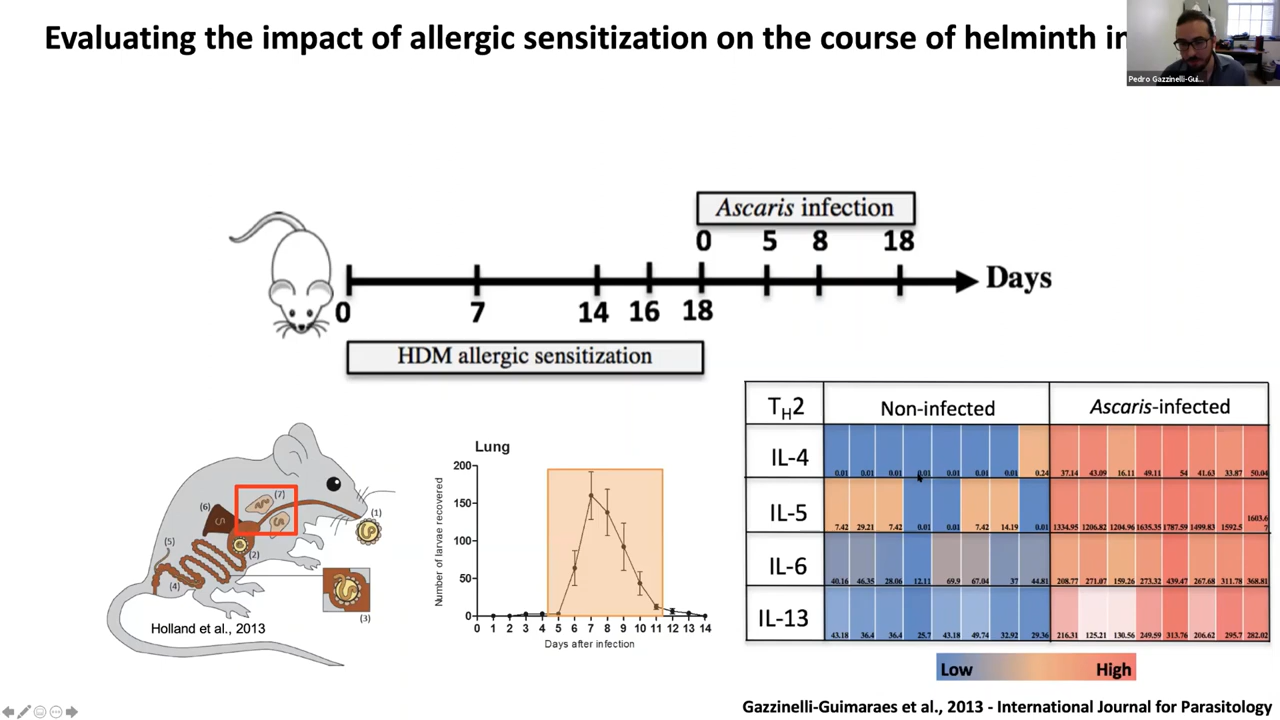 Evaluating the impact of allergic sensitization on the course of helminth in
Pedro Gazzinelli-Gui...
Ascaris infection
0 5 8 18
Days
0 7 14 16 18
HDM allergic sensitization
(1)
(2)
(3)
(4)
(5)
(6)
(7)
Holland et al., 2013
Lung
Number of larvae recovered
200
150
100
50
0
0 1 2 3 4 5 6 7 8 9 10 11 12 13 14
Days after infection
TH2 Non-infected Ascaris-infected
IL-4 0.01 0.01 0.01 0.01 0.01 0.01 0.01 0.24 37.14 43.09 16.11 49.11 54 41.63 33.87 50.04
IL-5 7.42 29.21 7.42 0.01 0.01 7.42 14.19 0.01 1334.95 1206.82 1204.96 1635.35 1787.59 1499.83 1592.5 1603.67
IL-6 40.16 46.35 28.06 12.11 69.9 67.04 37 44.81 208.77 271.07 159.26 273.32 439.47 267.68 311.78 368.81
IL-13 43.18 36.4 36.4 25.7 43.18 49.74 32.92 29.36 216.31 125.21 130.56 249.59 313.76 206.62 295.7 282.02
Low High
Gazzinelli-Guimaraes et al., 2013 - International Journal for Parasitology